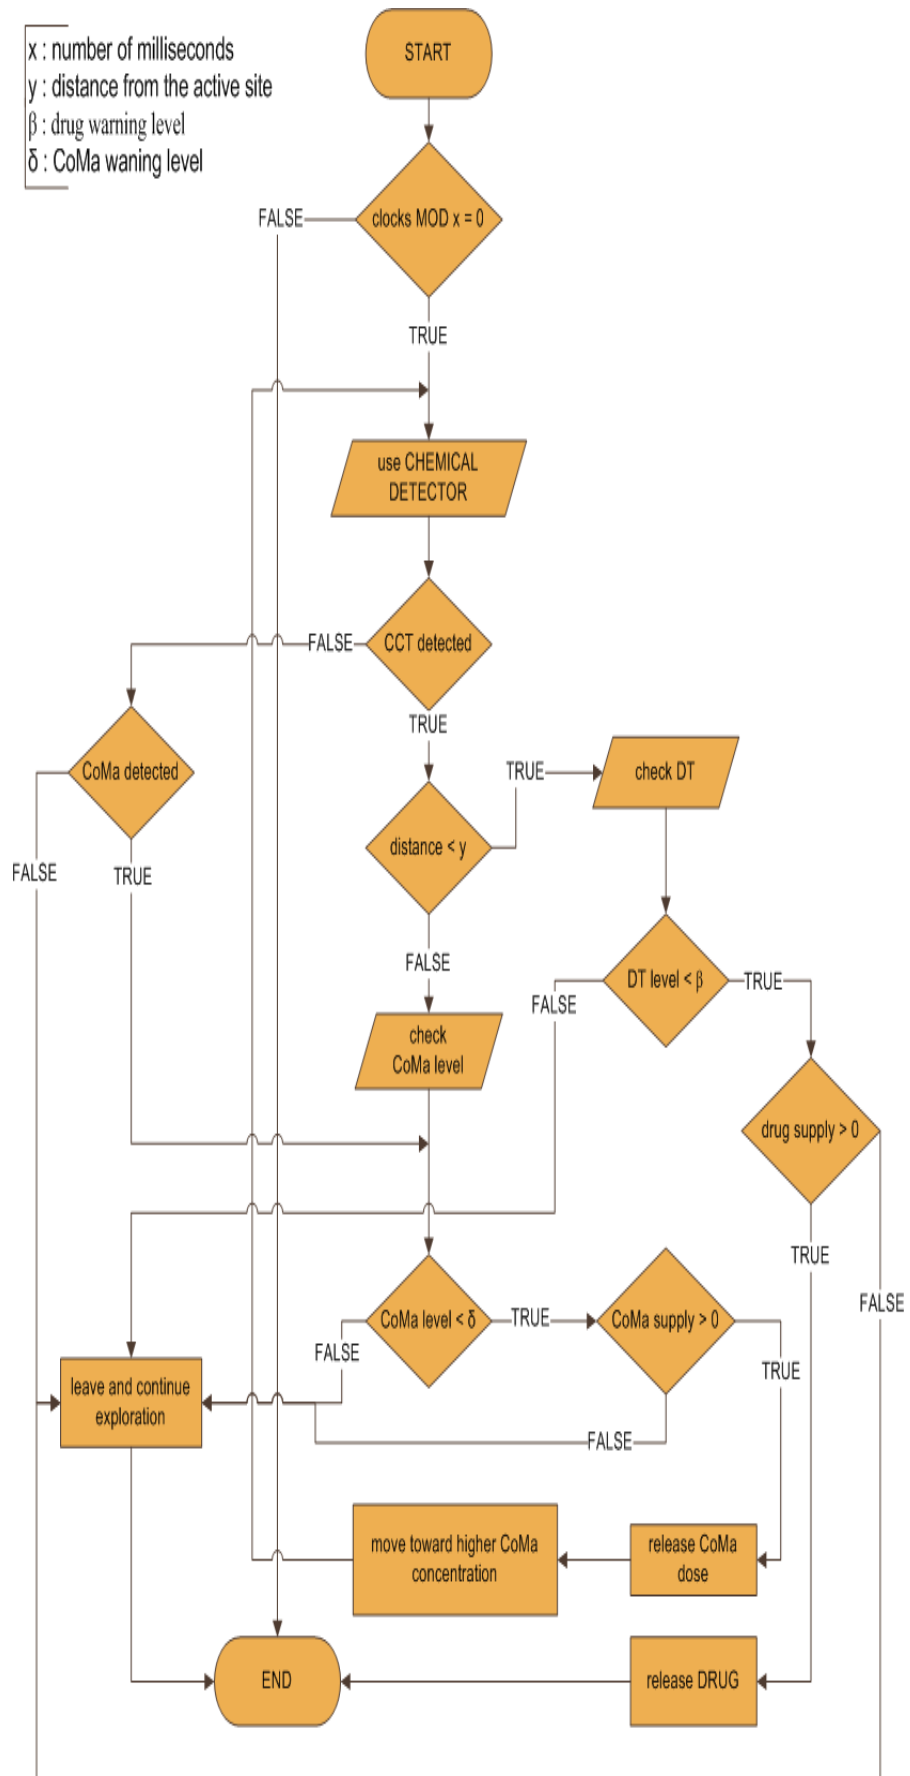 x : number of milliseconds
y : distance from the active site
β : drug warning level
δ : CoMa waning level
START
clocks MOD x = 0
FALSE
TRUE
use CHEMICAL
DETECTOR
CCT detected
FALSE
TRUE
CoMa detected
FALSE
TRUE
distance < y
TRUE
check DT
FALSE
DT level < β
TRUE
FALSE
check
CoMa level
drug supply > 0
TRUE
FALSE
CoMa level < δ
TRUE
CoMa supply > 0
FALSE
TRUE
FALSE
leave and continue
exploration
move toward higher CoMa
concentration
release CoMa
dose
release DRUG
END